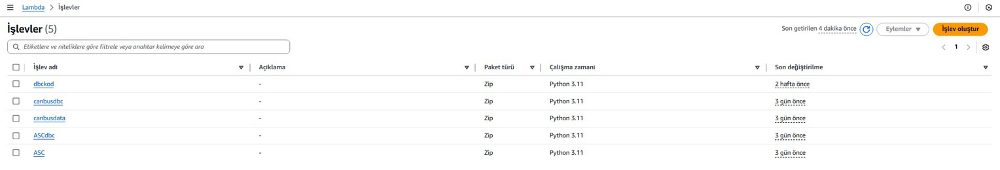 Lambda > İşlevler
İşlevler (5)
Son getirilen 4 dakika önce
Eylemler
İşlev oluştur
Etiketlere ve niteliklere göre filtrele veya anahtar kelimeye göre ara
1
İşlev adı Açıklama Paket türü Çalışma zamanı Son değiştirilme
dbckod - Zip Python 3.11 2 hafta önce
canbusdbc - Zip Python 3.11 3 gün önce
canbusdata - Zip Python 3.11 3 gün önce
ASCdbc - Zip Python 3.11 3 gün önce
ASC - Zip Python 3.11 3 gün önce